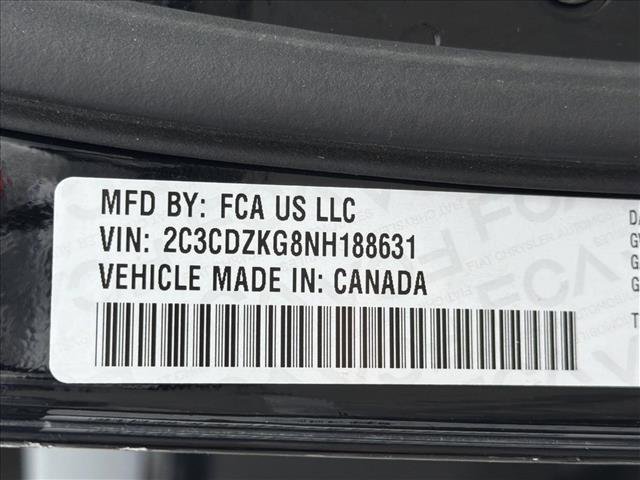 MFD BY: FCA US LLC
VIN: 2C3CDZKG8NH188631
VEHICLE MADE IN: CANADA